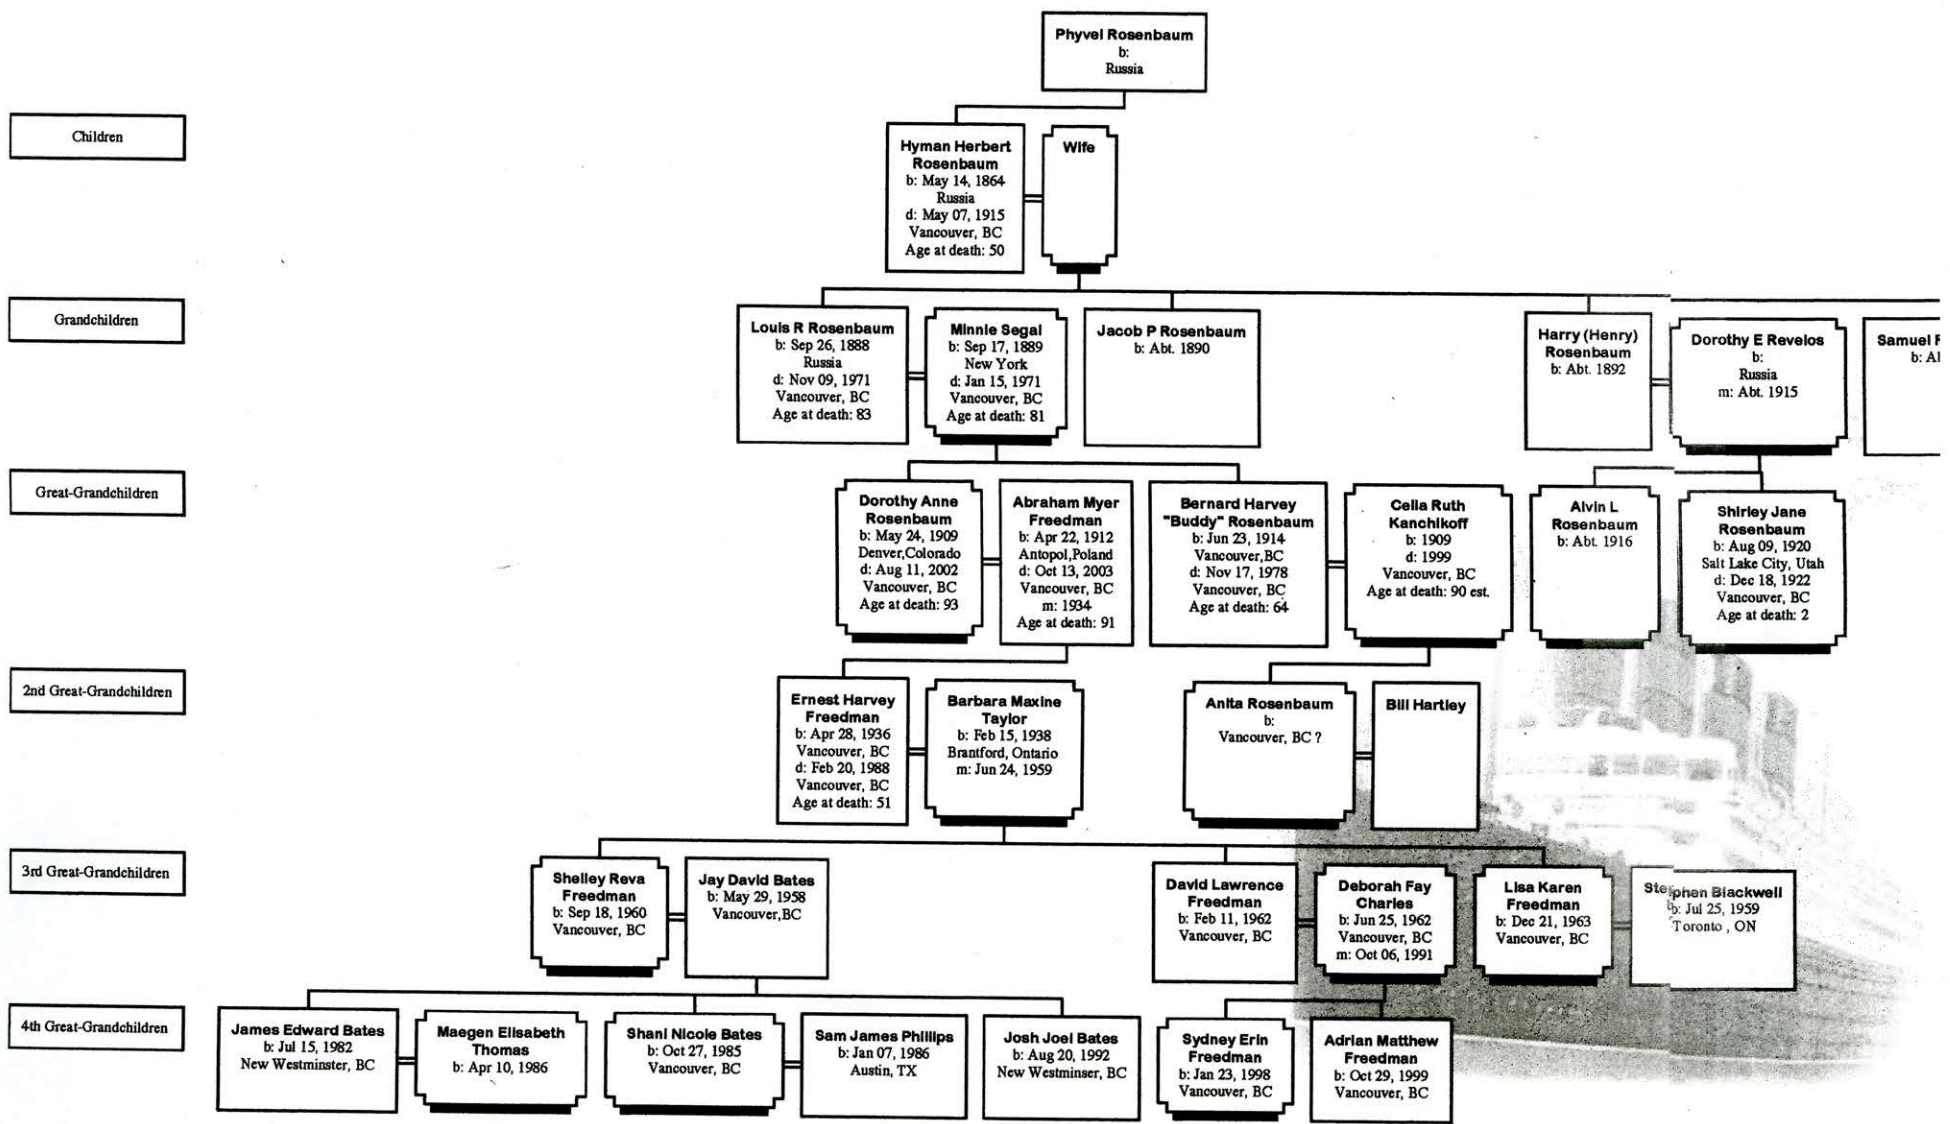 Phyvel Rosenbaum
b:
Russia
Children
Hyman Herbert
Rosenbaum
b: May 14, 1864
Russia
d: May 07, 1915
Vancouver, BC
Age at death: 50
Wife
Grandchildren
Louis R Rosenbaum
b: Sep 26, 1888
Russia
d: Nov 09, 1971
Vancouver, BC
Age at death: 83
Minnie Segal
b: Sep 17, 1889
New York
d: Jan 15, 1971
Vancouver, BC
Age at death: 81
Jacob P Rosenbaum
b: Abt. 1890
Harry (Henry)
Rosenbaum
b: Abt. 1892
Dorothy E Revelos
b:
Russia
m: Abt. 1915
Samuel
b:
Great-Grandchildren
Dorothy Anne
Rosenbaum
b: May 24, 1909
Denver,Colorado
d: Aug 11, 2002
Vancouver, BC
Age at death: 93
Abraham Myer
Freedman
b: Apr 22, 1912
Antopol,Poland
d: Oct 13, 2003
Vancouver, BC
m: 1934
Age at death: 91
Bernard Harvey
"Buddy" Rosenbaum
b: Jun 23, 1914
Vancouver,BC
d: Nov 17, 1978
Vancouver, BC
Age at death: 64
Celia Ruth
Kanchikoff
b: 1909
d: 1999
Vancouver, BC
Age at death: 90 est.
Alvin L
Rosenbaum
b: Abt. 1916
Shirley Jane
Rosenbaum
b: Aug 09, 1920
Salt Lake City, Utah
d: Dec 18, 1922
Vancouver, BC
Age at death: 2
2nd Great-Grandchildren
Ernest Harvey
Freedman
b: Apr 28, 1936
Vancouver, BC
d: Feb 20, 1988
Vancouver, BC
Age at death: 51
Barbara Maxine
Taylor
b: Feb 15, 1938
Brantford, Ontario
m: Jun 24, 1959
Anita Rosenbaum
b:
Vancouver, BC ?
Bill Hartley
3rd Great-Grandchildren
Shelley Reva
Freedman
b: Sep 18, 1960
Vancouver, BC
Jay David Bates
b: May 29, 1958
Vancouver,BC
David Lawrence
Freedman
b: Feb 11, 1962
Vancouver, BC
Deborah Fay
Charles
b: Jun 25, 1962
Vancouver, BC
m: Oct 06, 1991
Lisa Karen
Freedman
b: Dec 21, 1963
Vancouver, BC
Stephen Blackwell
b: Jul 25, 1959
Toronto , ON
4th Great-Grandchildren
James Edward Bates
b: Jul 15, 1982
New Westminster, BC
Maegen Elisabeth
Thomas
b: Apr 10, 1986
Shani Nicole Bates
b: Oct 27, 1985
Vancouver, BC
Sam James Phillips
b: Jan 07, 1986
Austin, TX
Josh Joel Bates
b: Aug 20, 1992
New Westminser, BC
Sydney Erin
Freedman
b: Jan 23, 1998
Vancouver, BC
Adrian Matthew
Freedman
b: Oct 29, 1999
Vancouver, BC